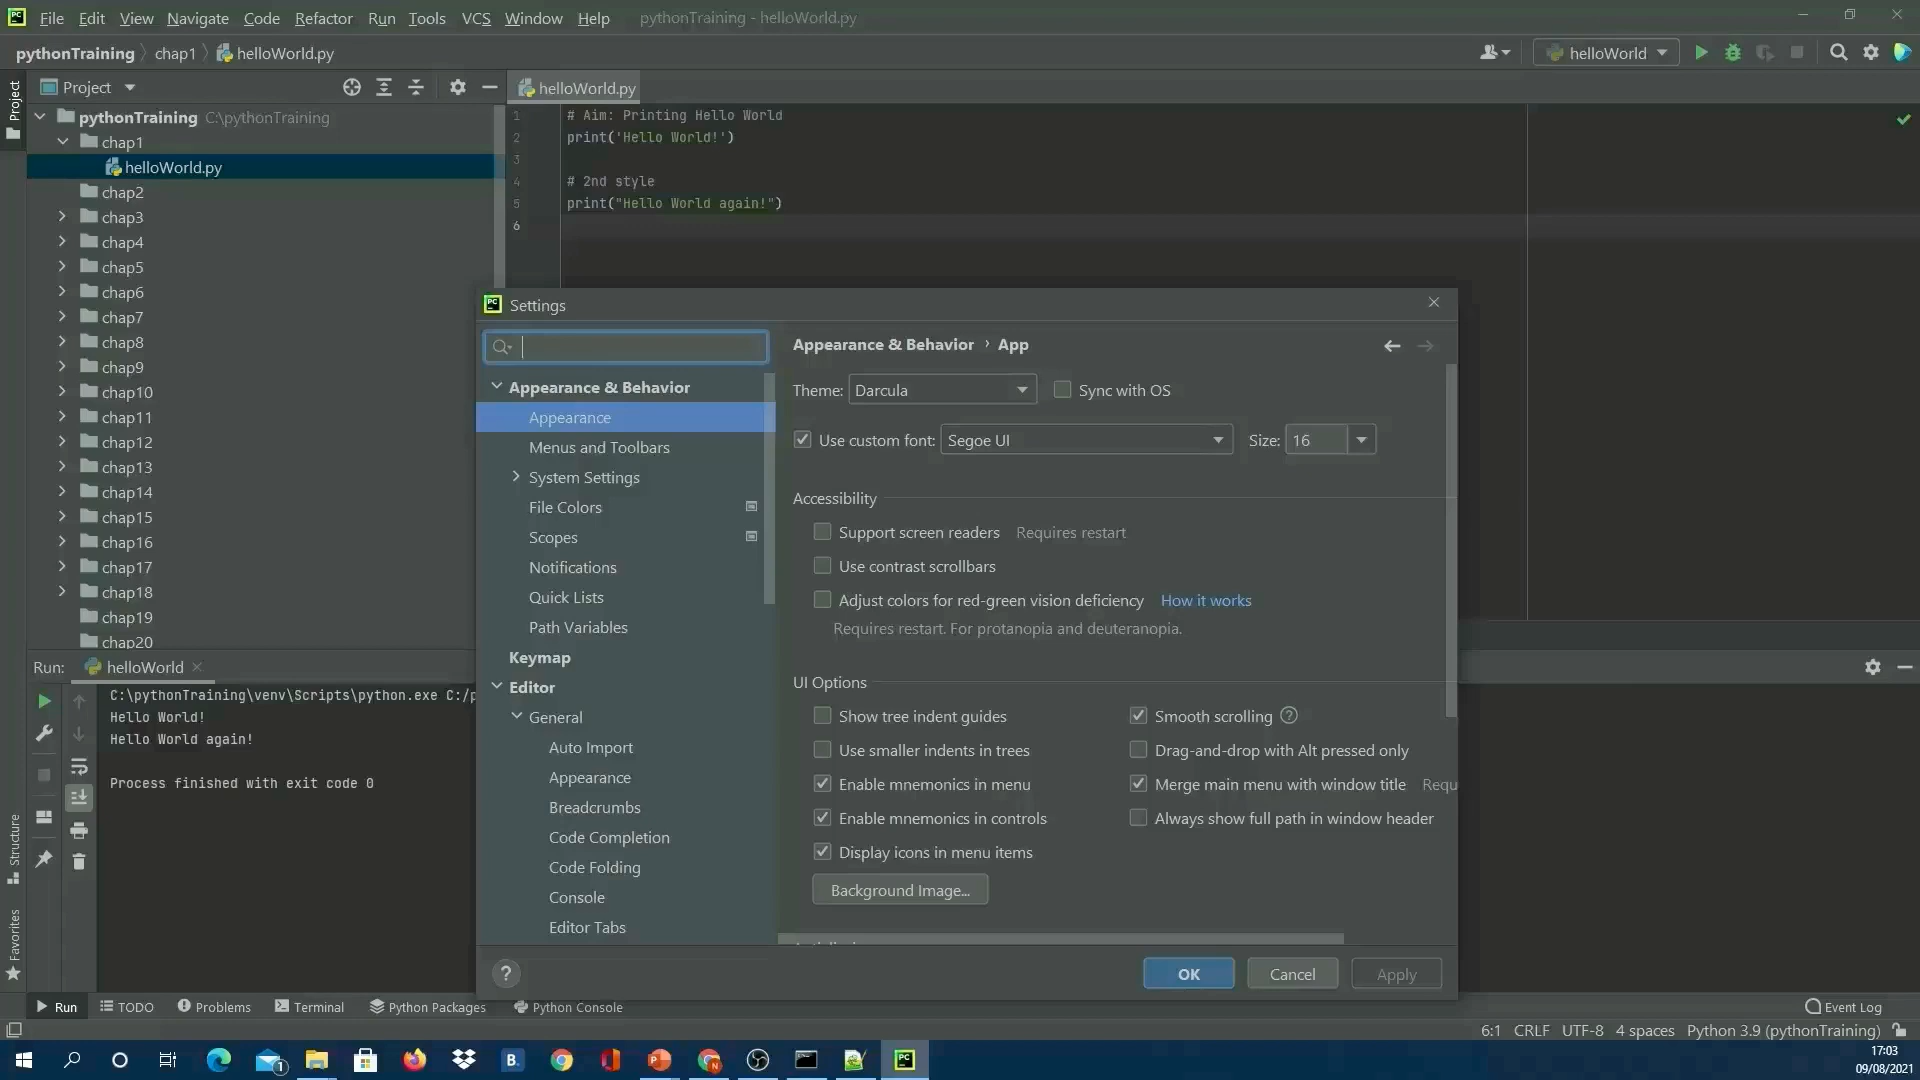 File Edit View Navigate Code Refactor Run Tools VCS Window Help pythonTraining - helloWorld.py
pythonTraining chap1 helloWorld.py
helloWorld
Project
Project
helloWorld.py
pythonTraining C:\pythonTraining
chap1
helloWorld.py
chap2
chap3
chap4
chap5
chap6
chap7
chap8
chap9
chap10
chap11
chap12
chap13
chap14
chap15
chap16
chap17
chap18
chap19
chap20
1 # Aim: Printing Hello World
2 print('Hello World!')
3
4 # 2nd style
5 print("Hello World again!")
6
Settings
Appearance & Behavior
Appearance
Menus and Toolbars
System Settings
File Colors
Scopes
Notifications
Quick Lists
Path Variables
Keymap
Editor
General
Auto Import
Appearance
Breadcrumbs
Code Completion
Code Folding
Console
Editor Tabs
Appearance & Behavior › App
Theme: Darcula Sync with OS
Use custom font: Segoe UI Size: 16
Accessibility
Support screen readers Requires restart
Use contrast scrollbars
Adjust colors for red-green vision deficiency How it works
Requires restart. For protanopia and deuteranopia.
UI Options
Show tree indent guides Smooth scrolling
Use smaller indents in trees Drag-and-drop with Alt pressed only
Enable mnemonics in menu Merge main menu with window title Requ
Enable mnemonics in controls Always show full path in window header
Display icons in menu items
Background Image...
? OK Cancel Apply
Run: helloWorld
C:\pythonTraining\venv\Scripts\python.exe C:/p
Hello World!
Hello World again!
Process finished with exit code 0
Structure
Favorites
Run TODO Problems Terminal Python Packages Python Console Event Log
6:1 CRLF UTF-8 4 spaces Python 3.9 (pythonTraining)
17:03
09/08/2021